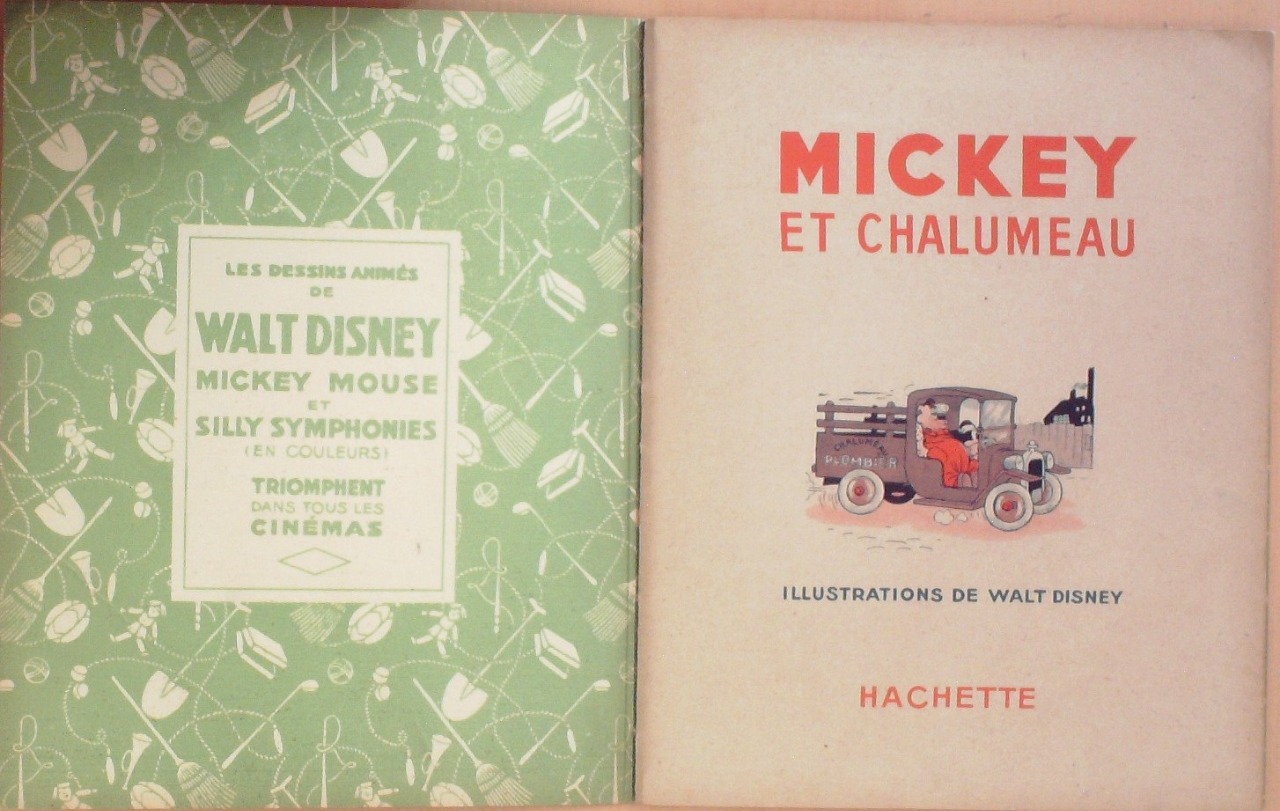 LES DESSINS ANIMÉS
DE
WALT DISNEY
MICKEY MOUSE
ET
SILLY SYMPHONIES
(EN COULEURS)
TRIOMPHENT
DANS TOUS LES
CINÉMAS
MICKEY
ET CHALUMEAU
CHALUMEAU
PLOMBIER
ILLUSTRATIONS DE WALT DISNEY
HACHETTE